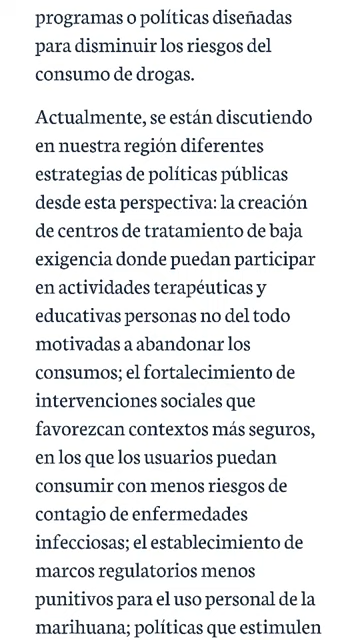 programas o políticas diseñadas
para disminuir los riesgos del
consumo de drogas.
Actualmente, se están discutiendo
en nuestra región diferentes
estrategias de políticas públicas
desde esta perspectiva: la creación
de centros de tratamiento de baja
exigencia donde puedan participar
en actividades terapéuticas y
educativas personas no del todo
motivadas a abandonar los
consumos; el fortalecimiento de
intervenciones sociales que
favorezcan contextos más seguros,
en los que los usuarios puedan
consumir con menos riesgos de
contagio de enfermedades
infecciosas; el establecimiento de
marcos regulatorios menos
punitivos para el uso personal de la
marihuana; políticas que estimulen